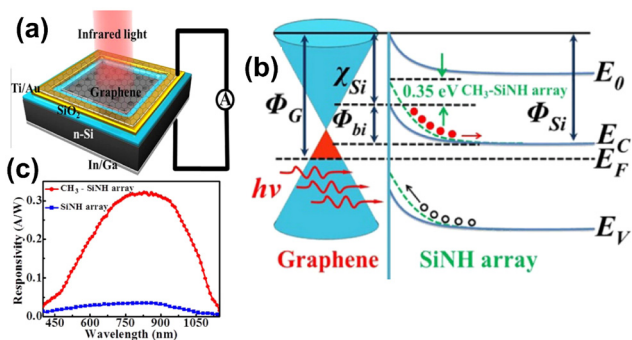 (a)
Infrared light
Ti/Au
Graphene
SiO₂
n-Si
In/Ga
A
(b)
χSi
0.35 eV CH₃-SiNH array
E0
ΦG
Φbi
ΦSi
EC
EF
hν
EV
Graphene
SiNH array
(c)
CH₃ - SiNH array
SiNH array
Responsivity (A/W)
0.3
0.2
0.1
0
450 600 750 900 1050
Wavelength (nm)